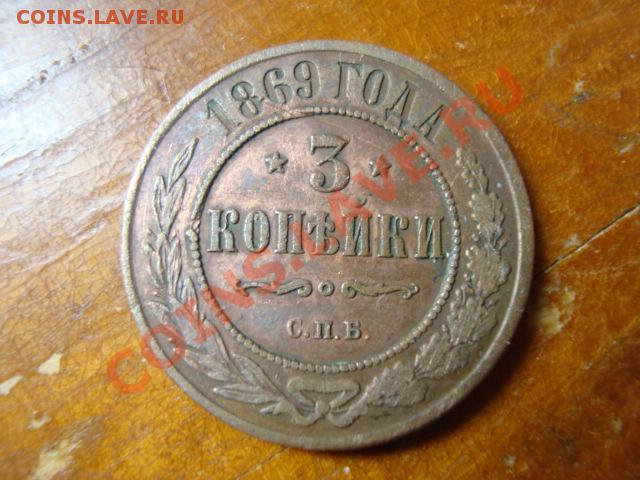 COINS.LAVE.RU
1869 ГОДА
3
КОПѢЙКИ
С.П.Б.
COINS.LAVE.RU